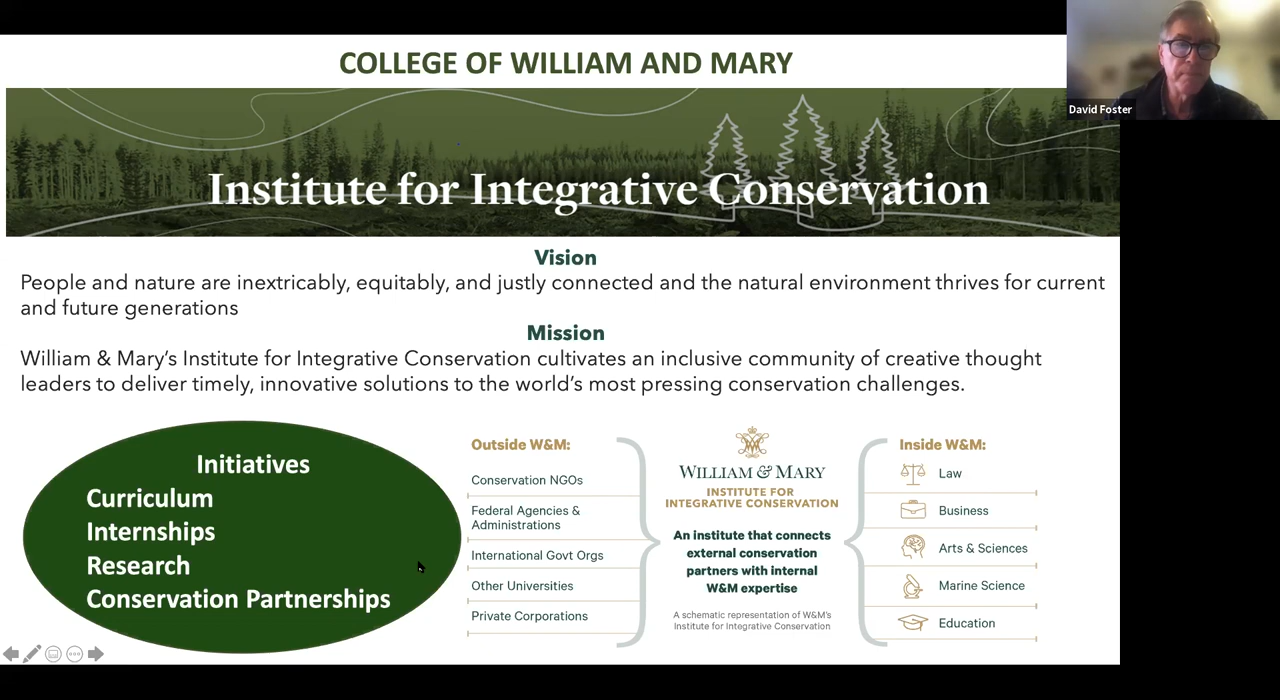 COLLEGE OF WILLIAM AND MARY
David Foster
Institute for Integrative Conservation
Vision
People and nature are inextricably, equitably, and justly connected and the natural environment thrives for current
and future generations
Mission
William & Mary's Institute for Integrative Conservation cultivates an inclusive community of creative thought
leaders to deliver timely, innovative solutions to the world's most pressing conservation challenges.
Initiatives
Curriculum
Internships
Research
Conservation Partnerships
Outside W&M:
Conservation NGOs
Federal Agencies &
Administrations
International Govt Orgs
Other Universities
Private Corporations
WILLIAM & MARY
INSTITUTE FOR
INTEGRATIVE CONSERVATION
An institute that connects
external conservation
partners with internal
W&M expertise
A schematic representation of W&M's
Institute for Integrative Conservation
Inside W&M:
Law
Business
Arts & Sciences
Marine Science
Education